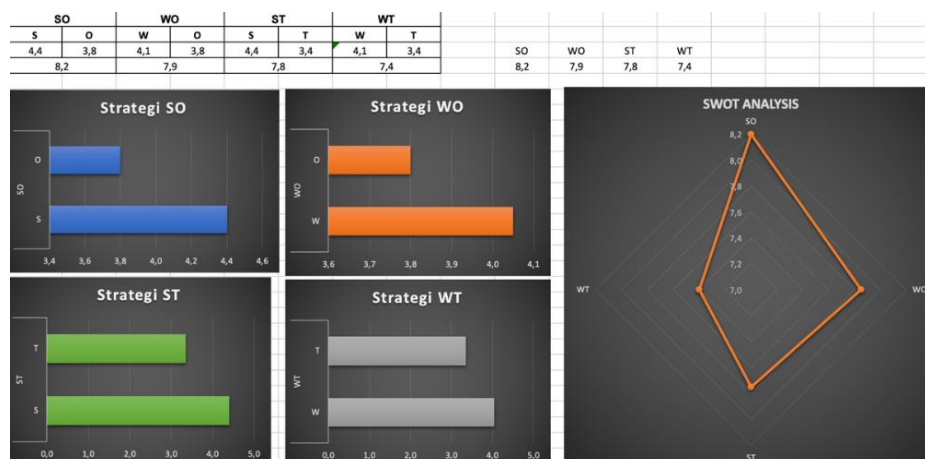 SO WO ST WT
S O W O S T W T
4,4 3,8 4,1 3,8 4,4 3,4 4,1 3,4 SO WO ST WT
8,2 7,9 7,8 7,4 8,2 7,9 7,8 7,4
Strategi SO
O
S
SO
3,4 3,6 3,8 4,0 4,2 4,4 4,6
Strategi WO
O
W
WO
3,6 3,7 3,8 3,9 4,0 4,1
SWOT ANALYSIS
SO
8,2
8,0
7,8
7,6
7,4
7,2
7,0
WT
WO
ST
Strategi ST
T
S
ST
0,0 1,0 2,0 3,0 4,0 5,0
Strategi WT
T
W
WT
0,0 1,0 2,0 3,0 4,0 5,0